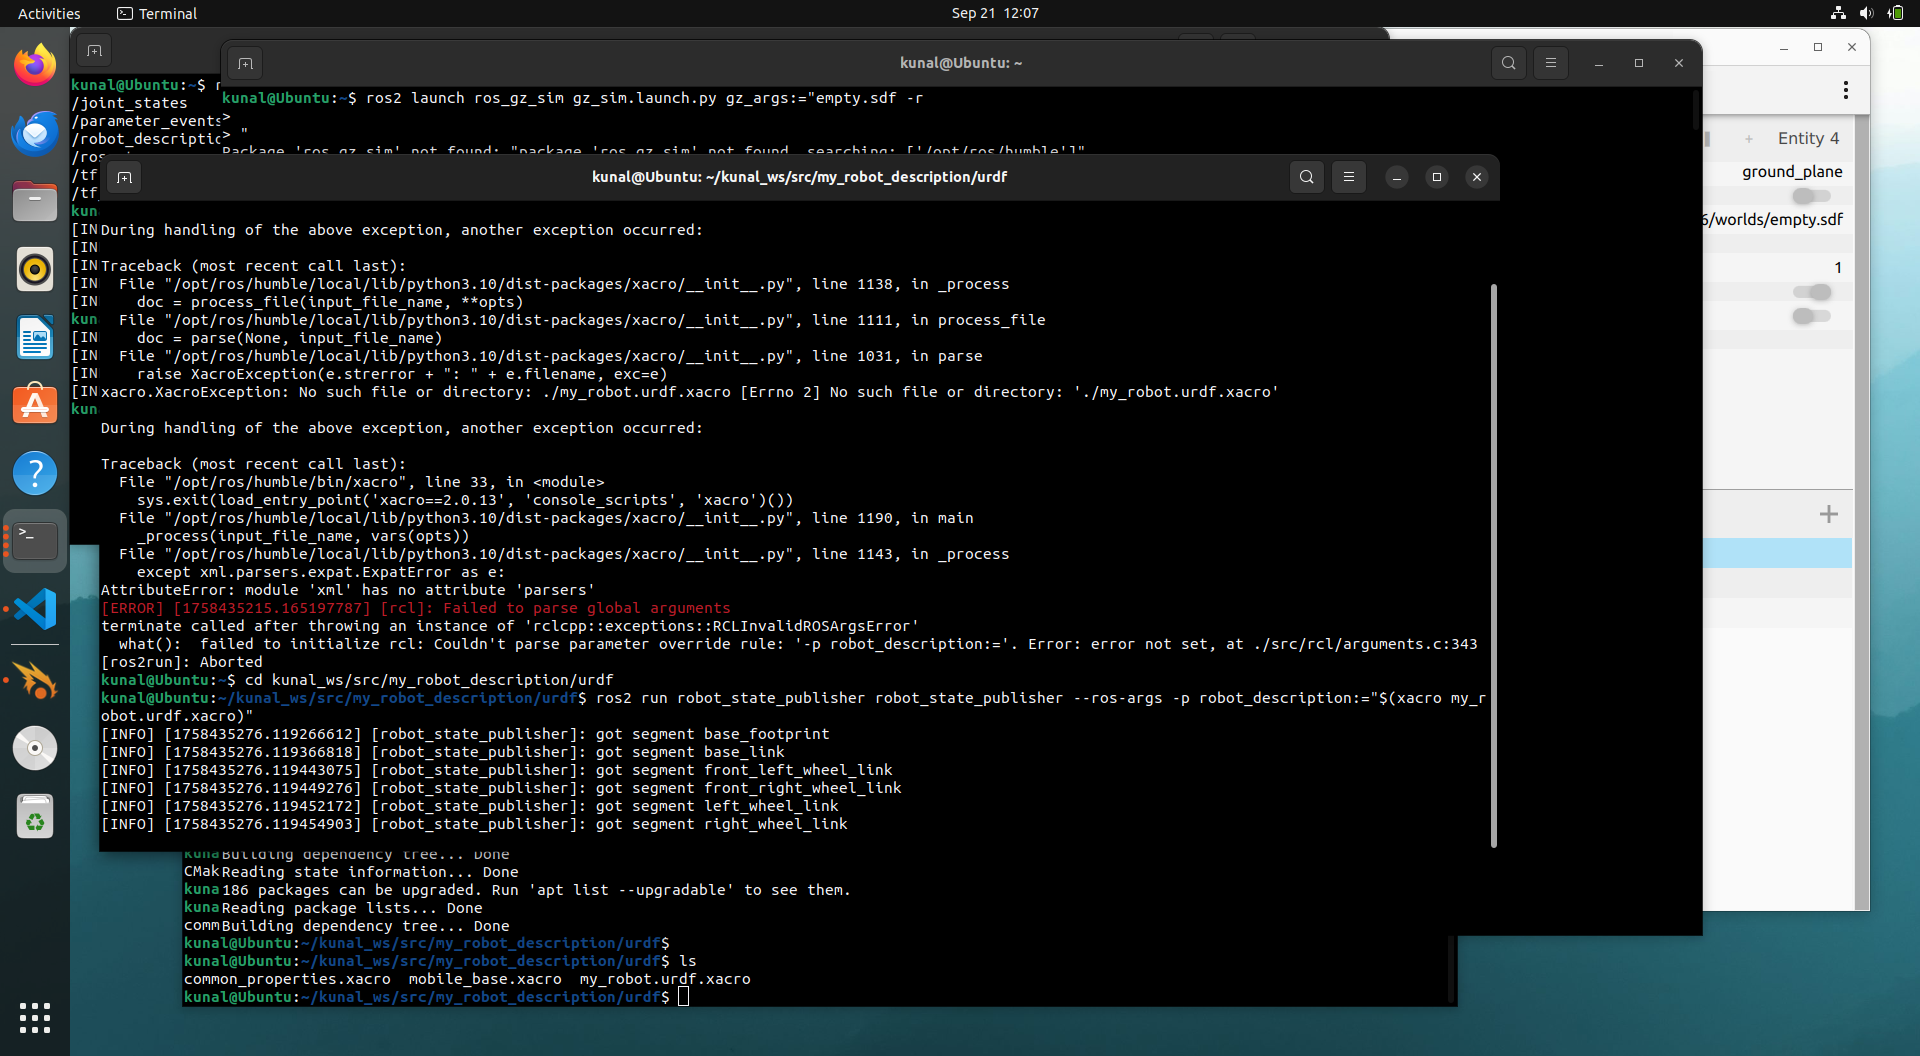 Activities
Terminal
Sep 21 12:07
kunal@Ubuntu:~$
/joint_states
/parameter_events
/robot_descriptio
/ros
/tf
/tf
kun
[IN
[IN
[IN
[IN
[IN
kun
[IN
[IN
[IN
[IN
kun
kunal@Ubuntu: ~
kunal@Ubuntu:~$ ros2 launch ros_gz_sim gz_sim.launch.py gz_args:="empty.sdf -r
>
> "
Package 'ros_gz_sim' not found: "package 'ros_gz_sim' not found, searching: ['/opt/ros/humble']"
kunal@Ubuntu: ~/kunal_ws/src/my_robot_description/urdf
During handling of the above exception, another exception occurred:
Traceback (most recent call last):
File "/opt/ros/humble/local/lib/python3.10/dist-packages/xacro/__init__.py", line 1138, in _process
doc = process_file(input_file_name, **opts)
File "/opt/ros/humble/local/lib/python3.10/dist-packages/xacro/__init__.py", line 1111, in process_file
doc = parse(None, input_file_name)
File "/opt/ros/humble/local/lib/python3.10/dist-packages/xacro/__init__.py", line 1031, in parse
raise XacroException(e.strerror + ": " + e.filename, exc=e)
xacro.XacroException: No such file or directory: ./my_robot.urdf.xacro [Errno 2] No such file or directory: './my_robot.urdf.xacro'
During handling of the above exception, another exception occurred:
Traceback (most recent call last):
File "/opt/ros/humble/bin/xacro", line 33, in <module>
sys.exit(load_entry_point('xacro==2.0.13', 'console_scripts', 'xacro')())
File "/opt/ros/humble/local/lib/python3.10/dist-packages/xacro/__init__.py", line 1190, in main
_process(input_file_name, vars(opts))
File "/opt/ros/humble/local/lib/python3.10/dist-packages/xacro/__init__.py", line 1143, in _process
except xml.parsers.expat.ExpatError as e:
AttributeError: module 'xml' has no attribute 'parsers'
[ERROR] [1758435215.165197787] [rcl]: Failed to parse global arguments
terminate called after throwing an instance of 'rclcpp::exceptions::RCLInvalidROSArgsError'
what():  failed to initialize rcl: Couldn't parse parameter override rule: '-p robot_description:='. Error: error not set, at ./src/rcl/arguments.c:343
[ros2run]: Aborted
kunal@Ubuntu:~$ cd kunal_ws/src/my_robot_description/urdf
kunal@Ubuntu:~/kunal_ws/src/my_robot_description/urdf$ ros2 run robot_state_publisher robot_state_publisher --ros-args -p robot_description:="$(xacro my_r
obot.urdf.xacro)"
[INFO] [1758435276.119266612] [robot_state_publisher]: got segment base_footprint
[INFO] [1758435276.119366818] [robot_state_publisher]: got segment base_link
[INFO] [1758435276.119443075] [robot_state_publisher]: got segment front_left_wheel_link
[INFO] [1758435276.119449276] [robot_state_publisher]: got segment front_right_wheel_link
[INFO] [1758435276.119452172] [robot_state_publisher]: got segment left_wheel_link
[INFO] [1758435276.119454903] [robot_state_publisher]: got segment right_wheel_link
Entity 4
ground_plane
/worlds/empty.sdf
1
kuna
Building dependency tree... Done
CMak
Reading state information... Done
kuna
186 packages can be upgraded. Run 'apt list --upgradable' to see them.
kuna
Reading package lists... Done
comm
Building dependency tree... Done
kunal@Ubuntu:~/kunal_ws/src/my_robot_description/urdf$
kunal@Ubuntu:~/kunal_ws/src/my_robot_description/urdf$ ls
common_properties.xacro  mobile_base.xacro  my_robot.urdf.xacro
kunal@Ubuntu:~/kunal_ws/src/my_robot_description/urdf$